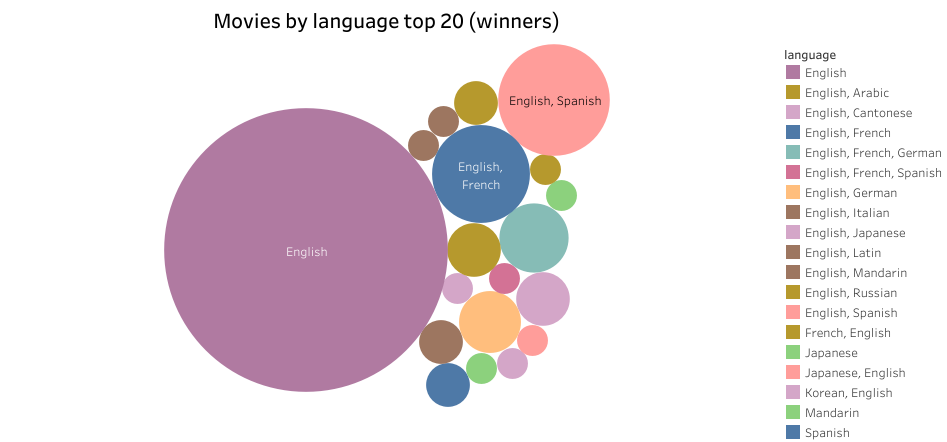 Movies by language top 20 (winners)
English, Spanish
English,
French
English
language
English
English, Arabic
English, Cantonese
English, French
English, French, German
English, French, Spanish
English, German
English, Italian
English, Japanese
English, Latin
English, Mandarin
English, Russian
English, Spanish
French, English
Japanese
Japanese, English
Korean, English
Mandarin
Spanish